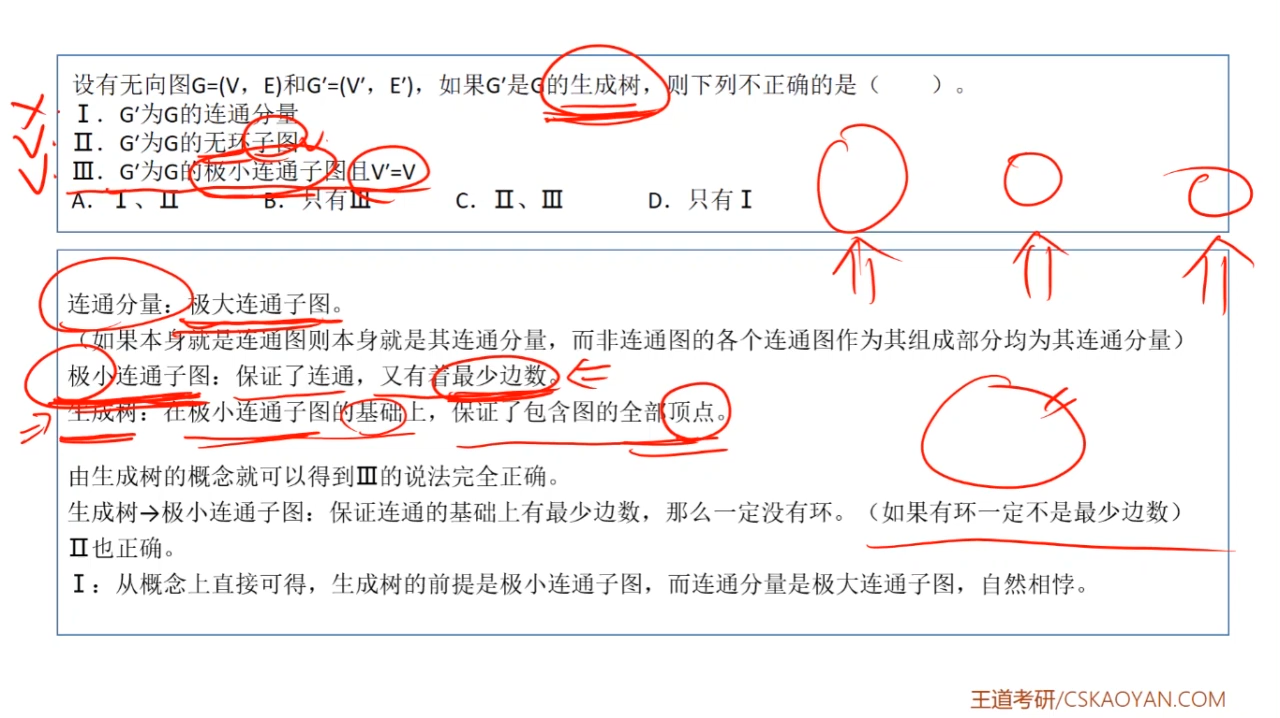 设有无向图G=(V，E)和G′=(V′，E′)，如果G′是G的生成树，则下列不正确的是（　　）。
Ⅰ．G′为G的连通分量
Ⅱ．G′为G的无环子图
Ⅲ．G′为G的极小连通子图且V′=V
A．Ⅰ、Ⅱ　　B．只有Ⅲ　　C．Ⅱ、Ⅲ　　D．只有Ⅰ
连通分量：极大连通子图。
（如果本身就是连通图则本身就是其连通分量，而非连通图的各个连通图作为其组成部分均为其连通分量）
极小连通子图：保证了连通，又有着最少边数。
生成树：在极小连通子图的基础上，保证了包含图的全部顶点。
由生成树的概念就可以得到Ⅲ的说法完全正确。
生成树→极小连通子图：保证连通的基础上有最少边数，那么一定没有环。（如果有环一定不是最少边数）
Ⅱ也正确。
Ⅰ：从概念上直接可得，生成树的前提是极小连通子图，而连通分量是极大连通子图，自然相悖。
王道考研/CSKAOYAN.COM